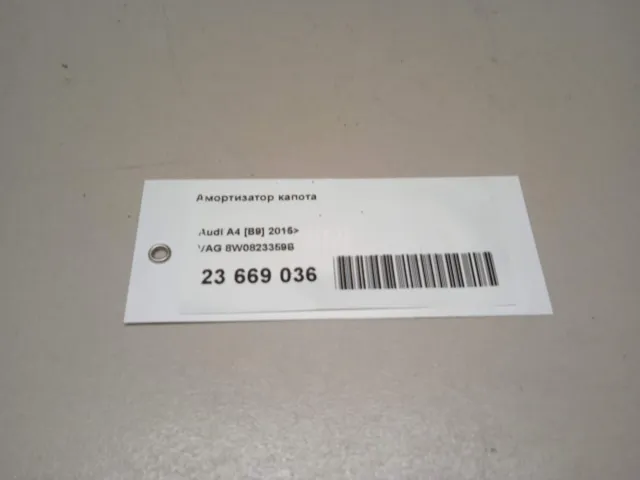 Амортизатор капота
Audi A4 [B9] 2015>
VAG 8W0823359B
23 669 036